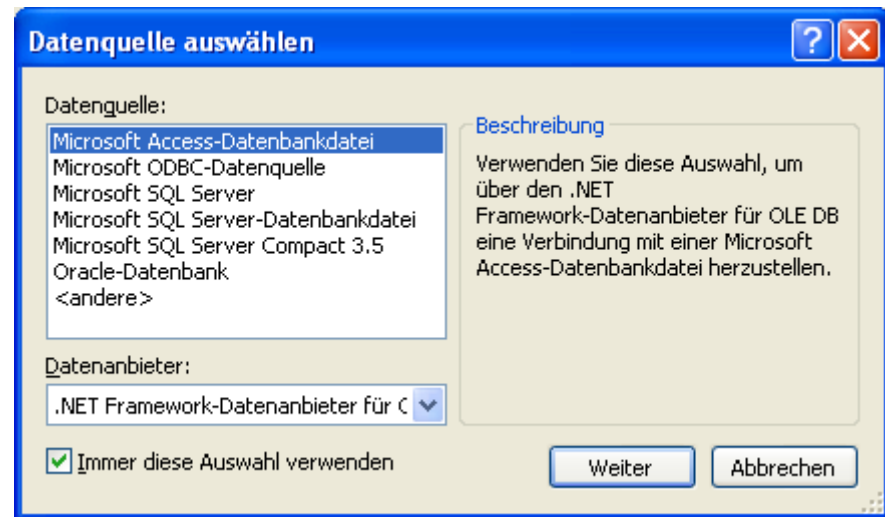 Datenquelle auswählen
Datenquelle:
Microsoft Access-Datenbankdatei
Microsoft ODBC-Datenquelle
Microsoft SQL Server
Microsoft SQL Server-Datenbankdatei
Microsoft SQL Server Compact 3.5
Oracle-Datenbank
<andere>
Beschreibung
Verwenden Sie diese Auswahl, um
über den .NET
Framework-Datenanbieter für OLE DB
eine Verbindung mit einer Microsoft
Access-Datenbankdatei herzustellen.
Datenanbieter:
.NET Framework-Datenanbieter für
Immer diese Auswahl verwenden
Weiter
Abbrechen